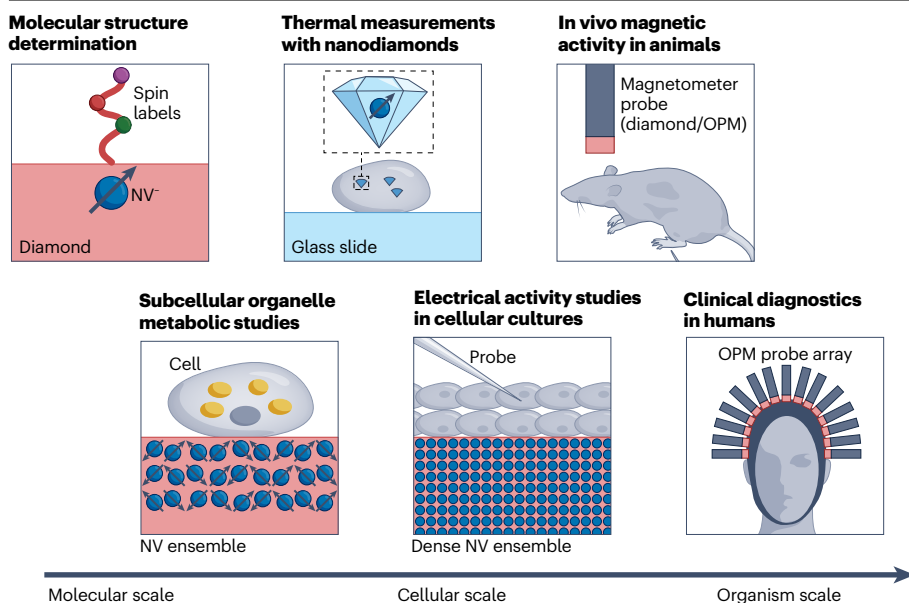 Molecular structure
determination
Spin
labels
NV⁻
Diamond
Thermal measurements
with nanodiamonds
Glass slide
In vivo magnetic
activity in animals
Magnetometer
probe
(diamond/OPM)
Subcellular organelle
metabolic studies
Cell
NV ensemble
Electrical activity studies
in cellular cultures
Probe
Dense NV ensemble
Clinical diagnostics
in humans
OPM probe array
Molecular scale
Cellular scale
Organism scale